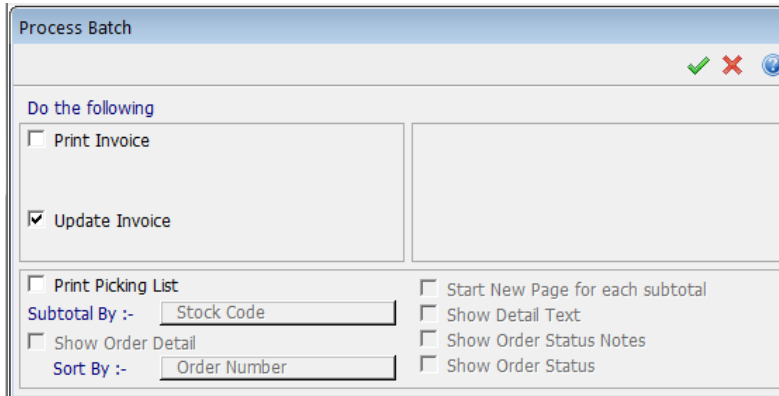 Process Batch
Do the following
Print Invoice
Update Invoice
Print Picking List
Subtotal By :- Stock Code
Show Order Detail
Sort By :- Order Number
Start New Page for each subtotal
Show Detail Text
Show Order Status Notes
Show Order Status